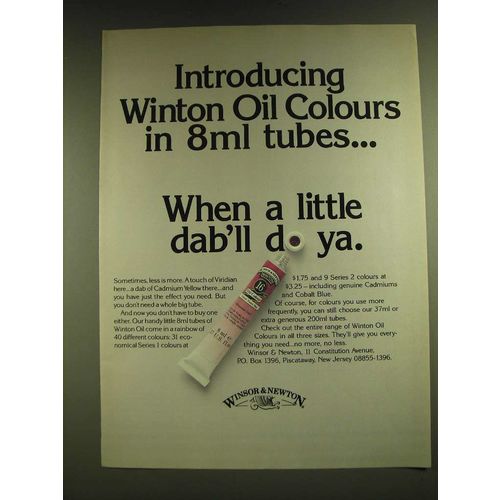 Introducing
Winton Oil Colours
in 8ml tubes...
When a little
dab'll do ya.
Sometimes, less is more. A touch of Viridian
here...a dab of Cadmium Yellow there...and
you have just the effect you need. But
you don't need a whole big tube.
And now you don't have to buy one
either. Our handy little 8ml tubes of
Winton Oil come in a rainbow of
40 different colours: 31 eco-
nomical Series 1 colours at
$1.75 and 9 Series 2 colours at
$3.25—including genuine Cadmiums
and Cobalt Blue.
Of course, for colours you use more
frequently, you can still choose our 37ml or
extra generous 200ml tubes.
Check out the entire range of Winton Oil
Colours in all three sizes. They'll give you every-
thing you need...no more, no less.
Winsor & Newton, 11 Constitution Avenue,
P.O. Box 1396, Piscataway, New Jersey 08855-1396.
16
WINSOR & NEWTON